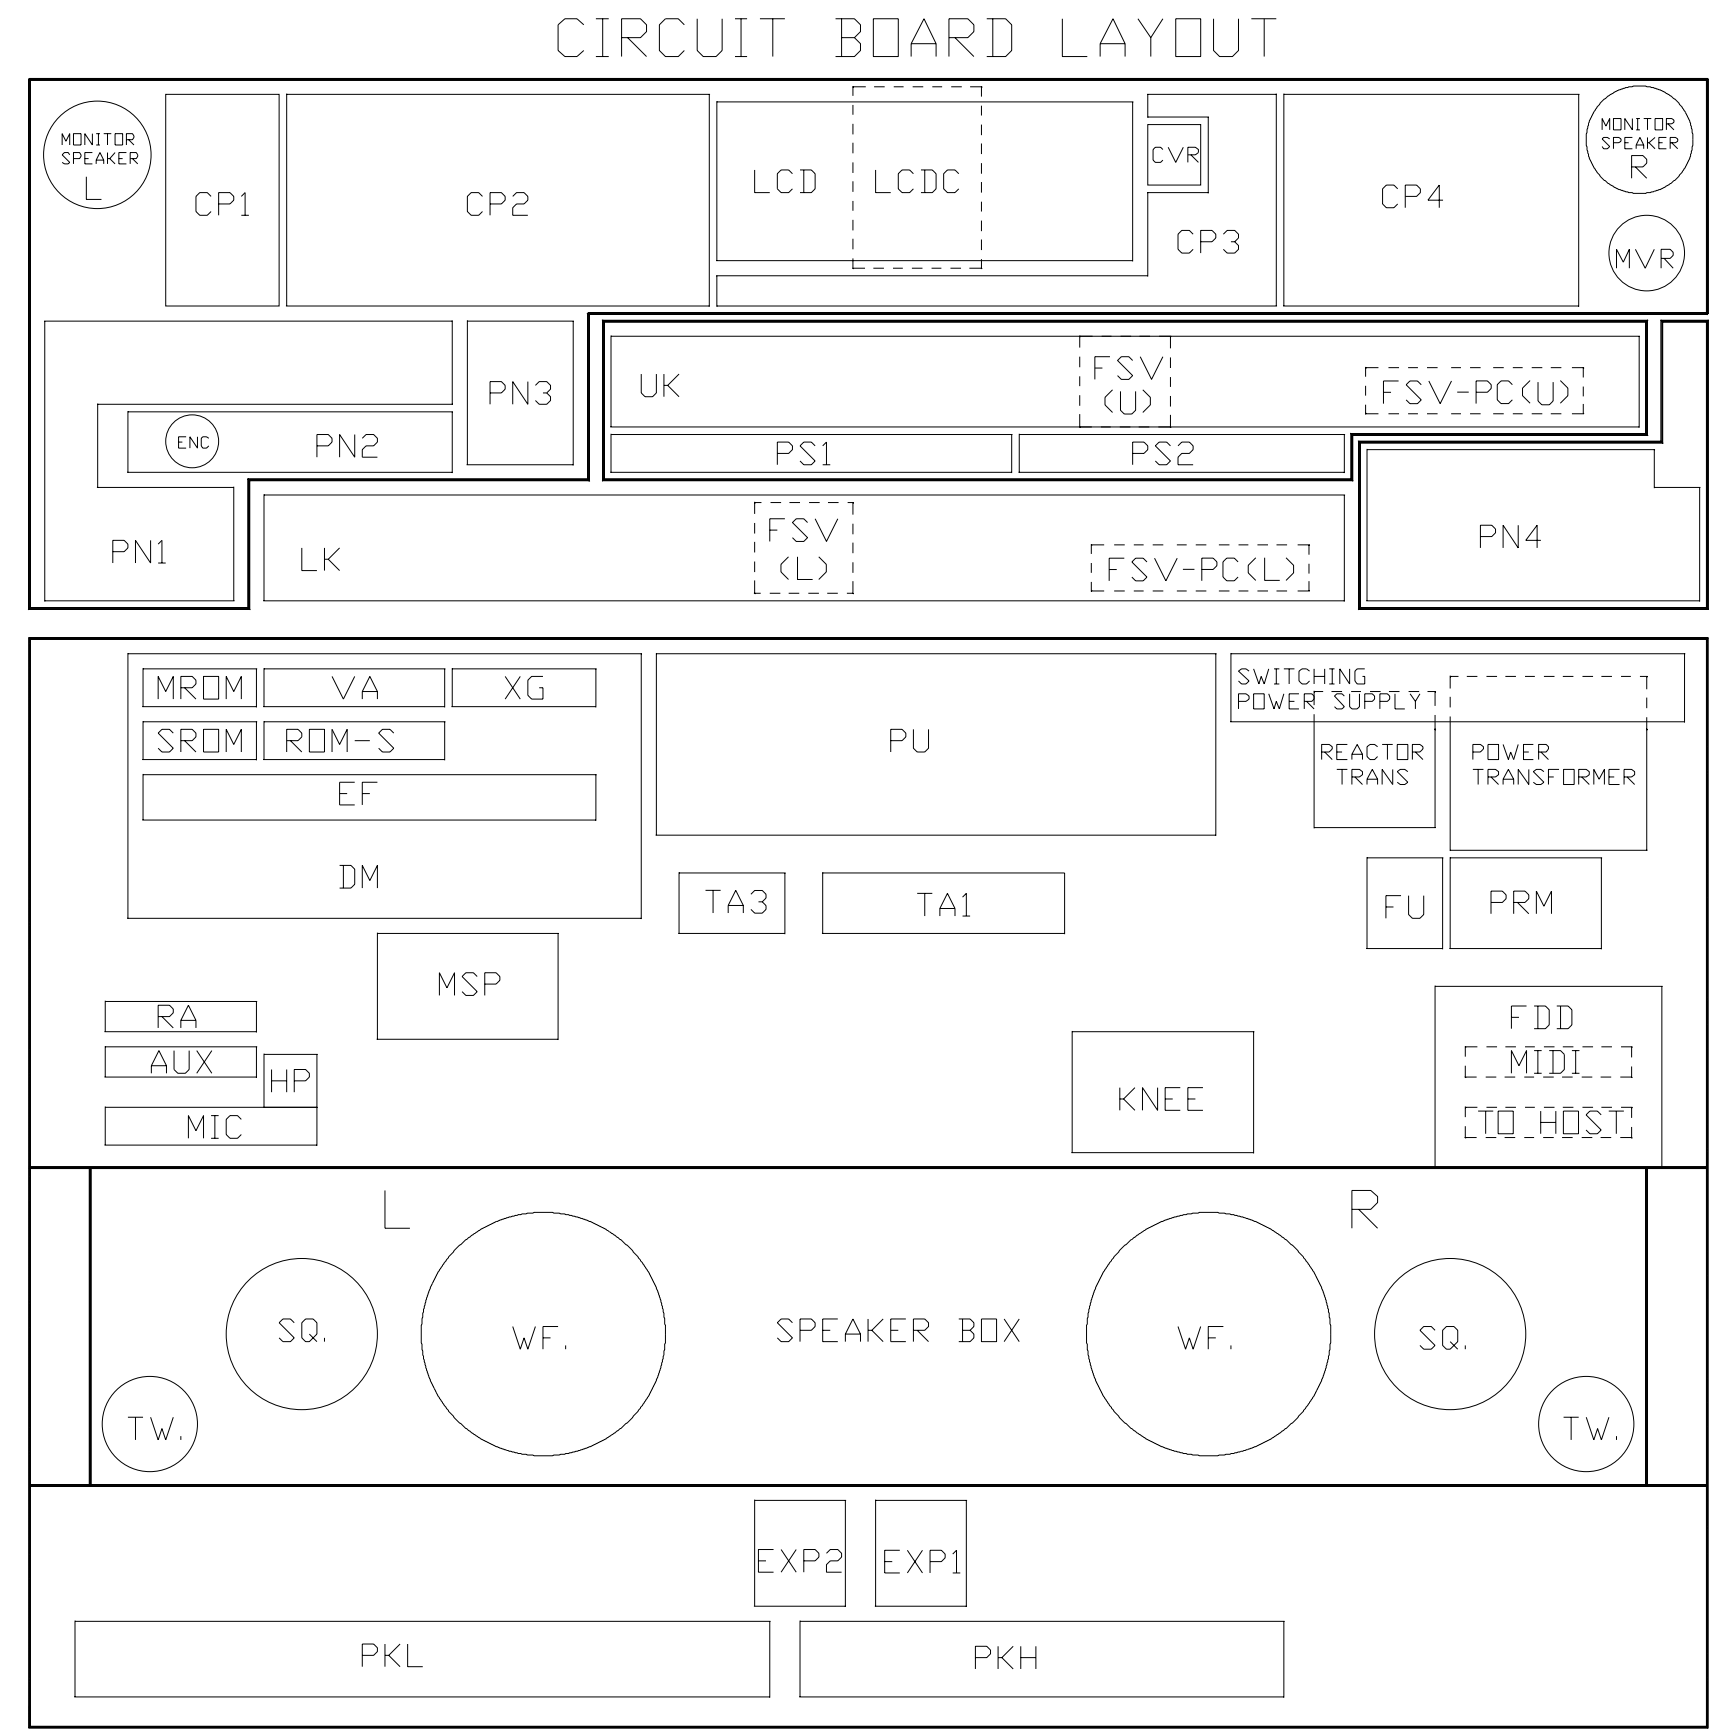 CIRCUIT BOARD LAYOUT
MONITOR
SPEAKER
L
CP1
CP2
LCD
LCDC
CVR
CP3
CP4
MONITOR
SPEAKER
R
MVR
PN1
ENC
PN2
PN3
UK
FSV
(U)
FSV-PC(U)
PS1
PS2
LK
FSV
(L)
FSV-PC(L)
PN4
MROM
VA
XG
SROM
ROM-S
EF
DM
PU
SWITCHING
POWER SUPPLY
REACTOR
TRANS
POWER
TRANSFORMER
TA3
TA1
FU
PRM
MSP
RA
AUX
HP
MIC
KNEE
FDD
MIDI
TO HOST
L
R
SQ.
WF.
SPEAKER BOX
WF.
SQ.
TW.
TW.
EXP2
EXP1
PKL
PKH